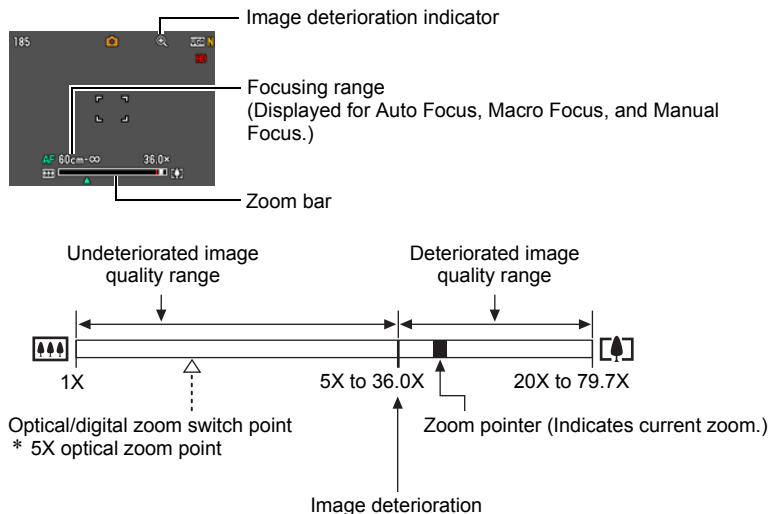 Image deterioration indicator
185
N
HD
Focusing range
(Displayed for Auto Focus, Macro Focus, and Manual
Focus.)
AF 60cm-∞ 36.0×
Zoom bar
Undeteriorated image
quality range
Deteriorated image
quality range
1X
5X to 36.0X
20X to 79.7X
Optical/digital zoom switch point
* 5X optical zoom point
Zoom pointer (Indicates current zoom.)
Image deterioration